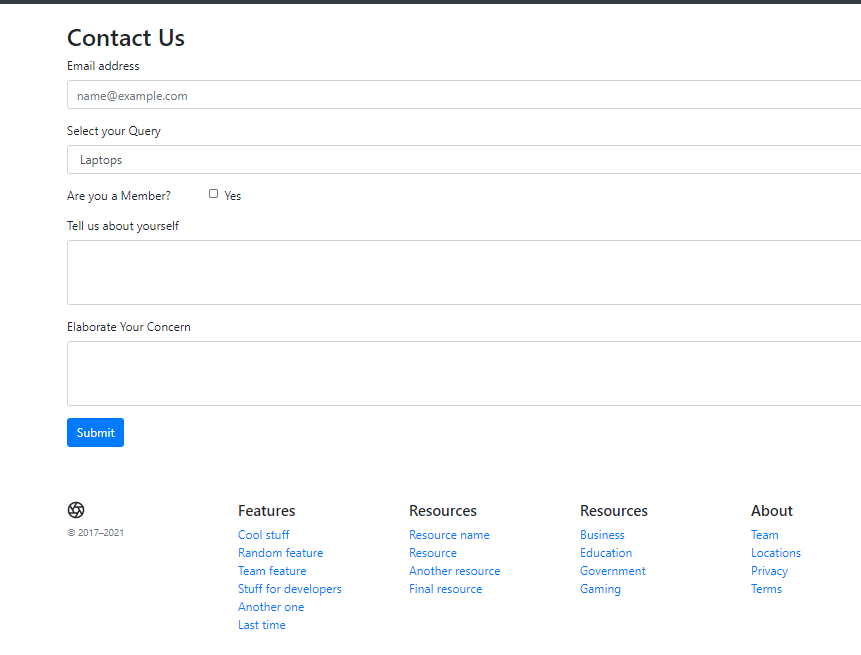 Contact Us
Email address
name@example.com
Select your Query
Laptops
Are you a Member? Yes
Tell us about yourself
Elaborate Your Concern
Submit
© 2017–2021
Features
Cool stuff
Random feature
Team feature
Stuff for developers
Another one
Last time
Resources
Resource name
Resource
Another resource
Final resource
Resources
Business
Education
Government
Gaming
About
Team
Locations
Privacy
Terms